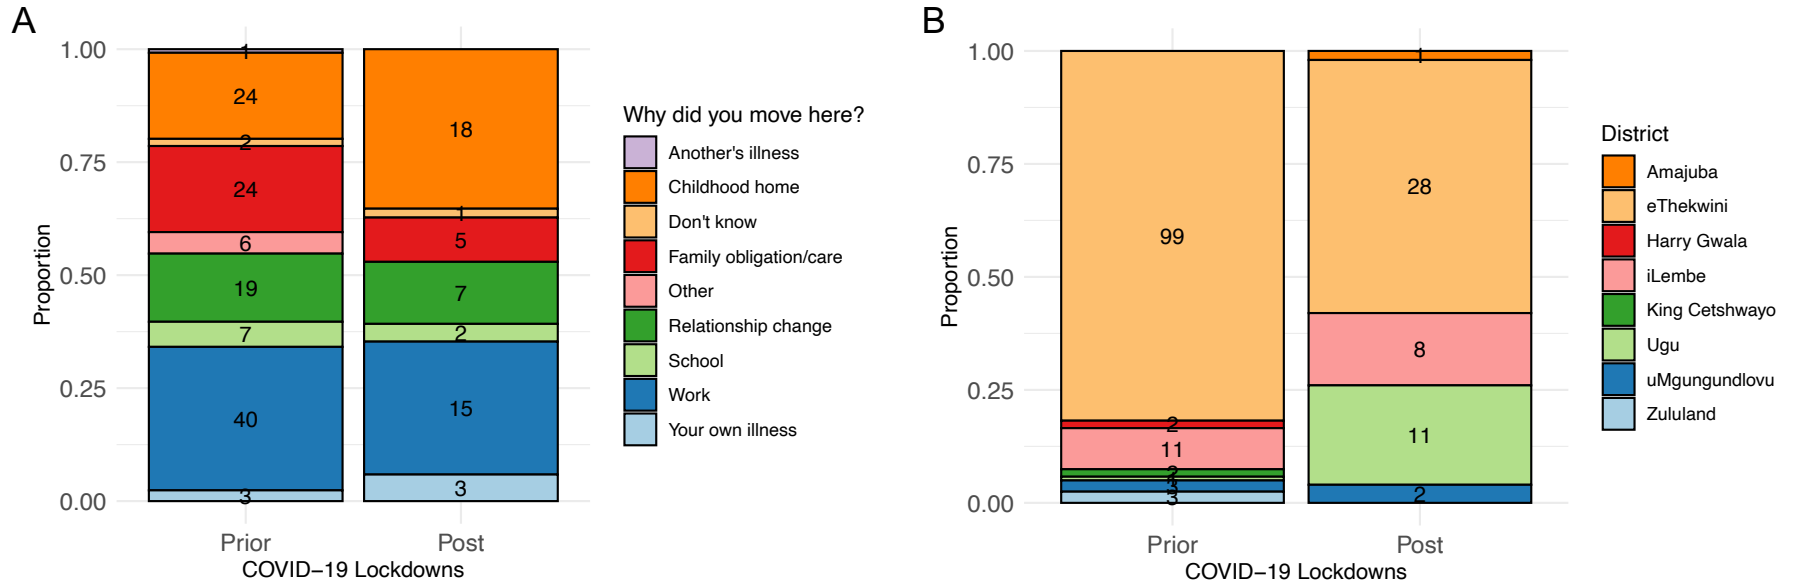 A
1.00
0.75
0.50
0.25
0.00
Proportion
1
24
2
24
6
19
7
40
3
18
1
5
7
2
15
3
Prior
Post
COVID−19 Lockdowns
Why did you move here?
Another's illness
Childhood home
Don't know
Family obligation/care
Other
Relationship change
School
Work
Your own illness
B
1.00
0.75
0.50
0.25
0.00
Proportion
99
2
11
2
3
3
1
28
8
11
2
Prior
Post
COVID−19 Lockdowns
District
Amajuba
eThekwini
Harry Gwala
iLembe
King Cetshwayo
Ugu
uMgungundlovu
Zululand